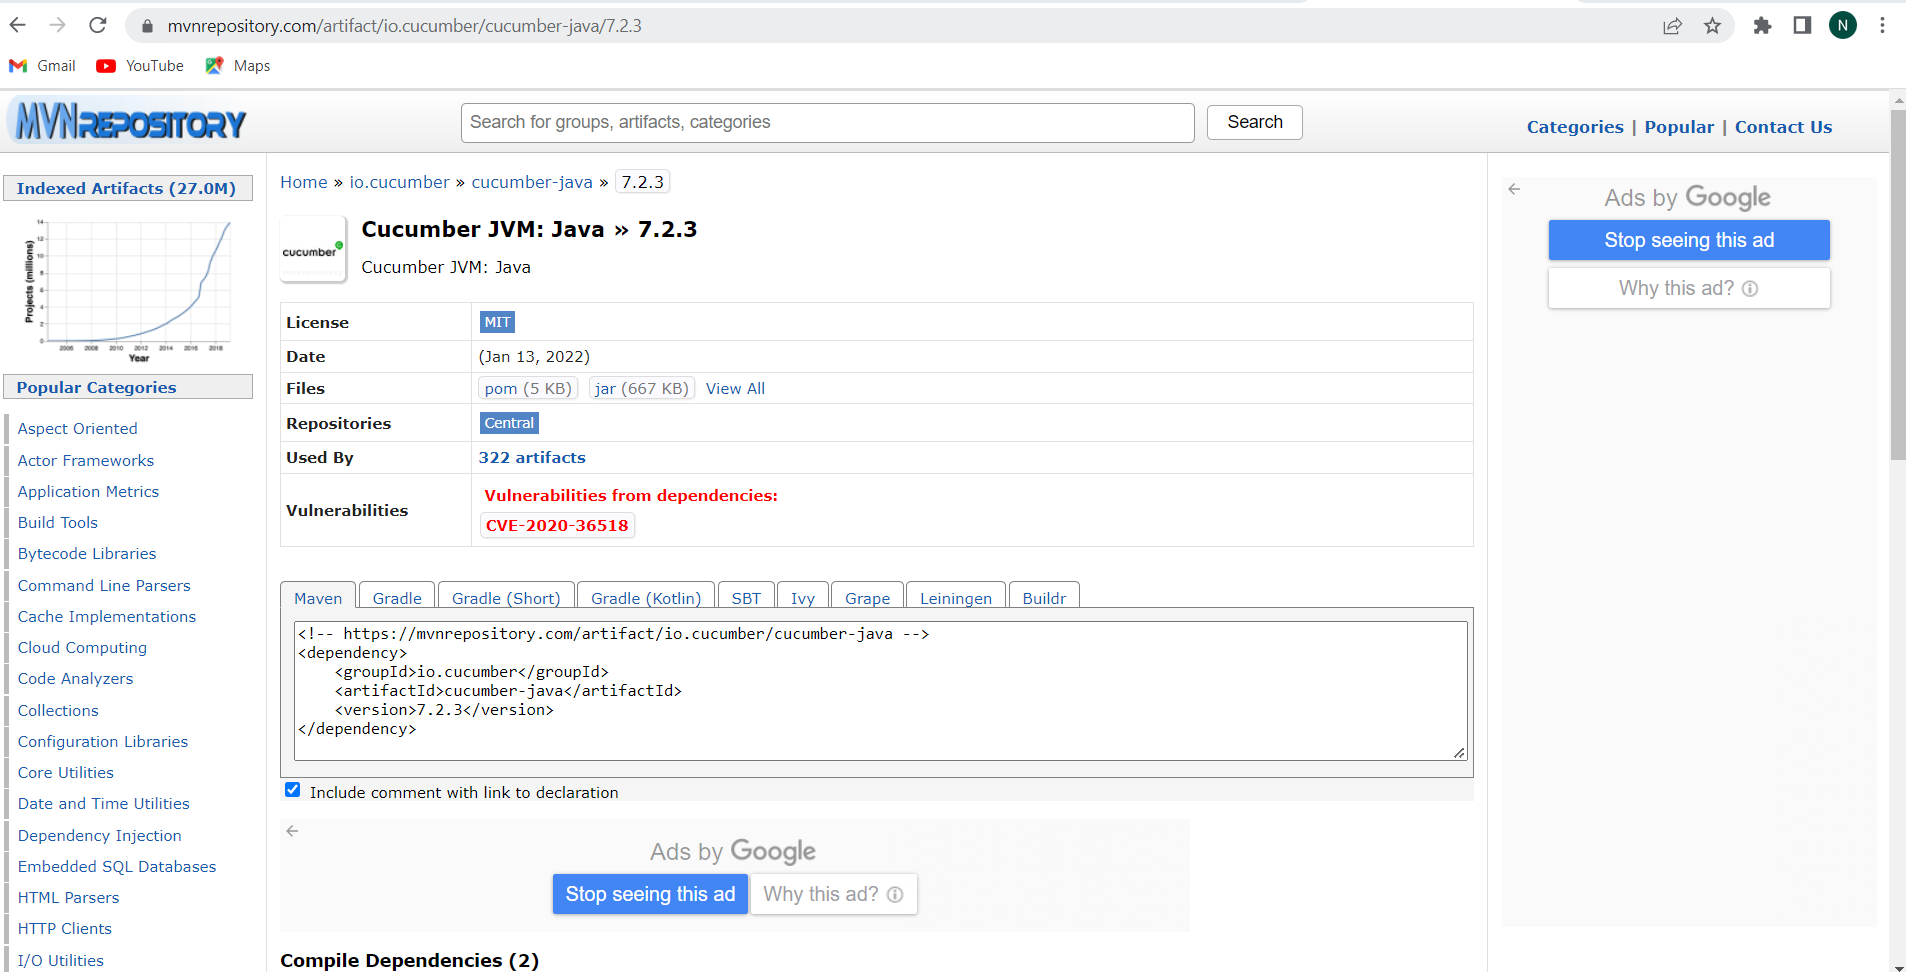 mvnrepository.com/artifact/io.cucumber/cucumber-java/7.2.3
N
Gmail YouTube Maps
MVNREPOSITORY
Search for groups, artifacts, categories
Search
Categories | Popular | Contact Us
Indexed Artifacts (27.0M)
Projects (millions)
14
12
10
8
6
4
2
0
2006 2008 2010 2012 2014 2016 2018
Year
Popular Categories
Aspect Oriented
Actor Frameworks
Application Metrics
Build Tools
Bytecode Libraries
Command Line Parsers
Cache Implementations
Cloud Computing
Code Analyzers
Collections
Configuration Libraries
Core Utilities
Date and Time Utilities
Dependency Injection
Embedded SQL Databases
HTML Parsers
HTTP Clients
I/O Utilities
Home » io.cucumber » cucumber-java » 7.2.3
cucumber
Cucumber JVM: Java » 7.2.3
Cucumber JVM: Java
License MIT
Date (Jan 13, 2022)
Files pom (5 KB) jar (667 KB) View All
Repositories Central
Used By 322 artifacts
Vulnerabilities Vulnerabilities from dependencies:
CVE-2020-36518
Maven Gradle Gradle (Short) Gradle (Kotlin) SBT Ivy Grape Leiningen Buildr
<!-- https://mvnrepository.com/artifact/io.cucumber/cucumber-java -->
<dependency>
    <groupId>io.cucumber</groupId>
    <artifactId>cucumber-java</artifactId>
    <version>7.2.3</version>
</dependency>
Include comment with link to declaration
Ads by Google
Stop seeing this ad Why this ad?
Compile Dependencies (2)
Ads by Google
Stop seeing this ad
Why this ad?